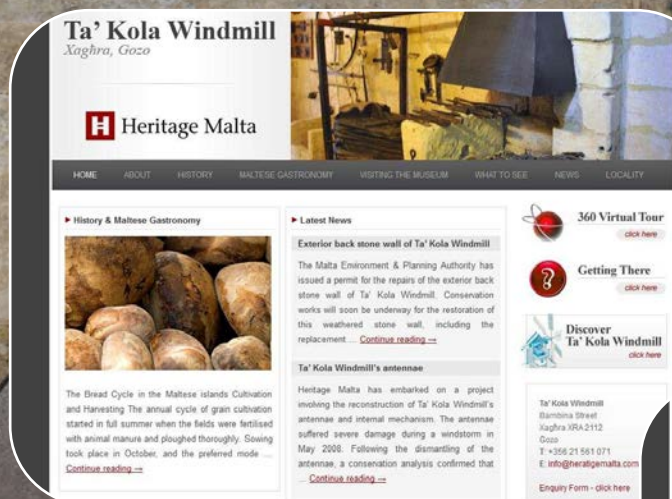 Ta' Kola Windmill
Xagħra, Gozo
Heritage Malta
HOME ABOUT HISTORY MALTESE GASTRONOMY VISITING THE MUSEUM WHAT TO SEE NEWS LOCALITY
History & Maltese Gastronomy
The Bread Cycle in the Maltese islands Cultivation
and Harvesting The annual cycle of grain cultivation
started in full summer when the fields were fertilised
with animal manure and ploughed thoroughly. Sowing
took place in October, and the preferred mode ...
Continue reading →
Latest News
Exterior back stone wall of Ta' Kola Windmill
The Malta Environment & Planning Authority has
issued a permit for the repairs of the exterior back
stone wall of Ta' Kola Windmill. Conservation
works will soon be underway for the restoration of
this weathered stone wall, including the
replacement ... Continue reading →
Ta' Kola Windmill's antennae
Heritage Malta has embarked on a project
involving the reconstruction of Ta' Kola Windmill's
antennae and internal mechanism. The antennae
suffered severe damage during a windstorm in
May 2008. Following the dismantling of the
antennae, a conservation analysis confirmed that
... Continue reading →
360 Virtual Tour
click here
Getting There
click here
Discover
Ta' Kola Windmill
click here
Ta' Kola Windmill
Bambina Street
Xagħra XRA 2112
Gozo
T: +356 21 561 071
E: info@heratigemalta.com
Enquiry Form - click here